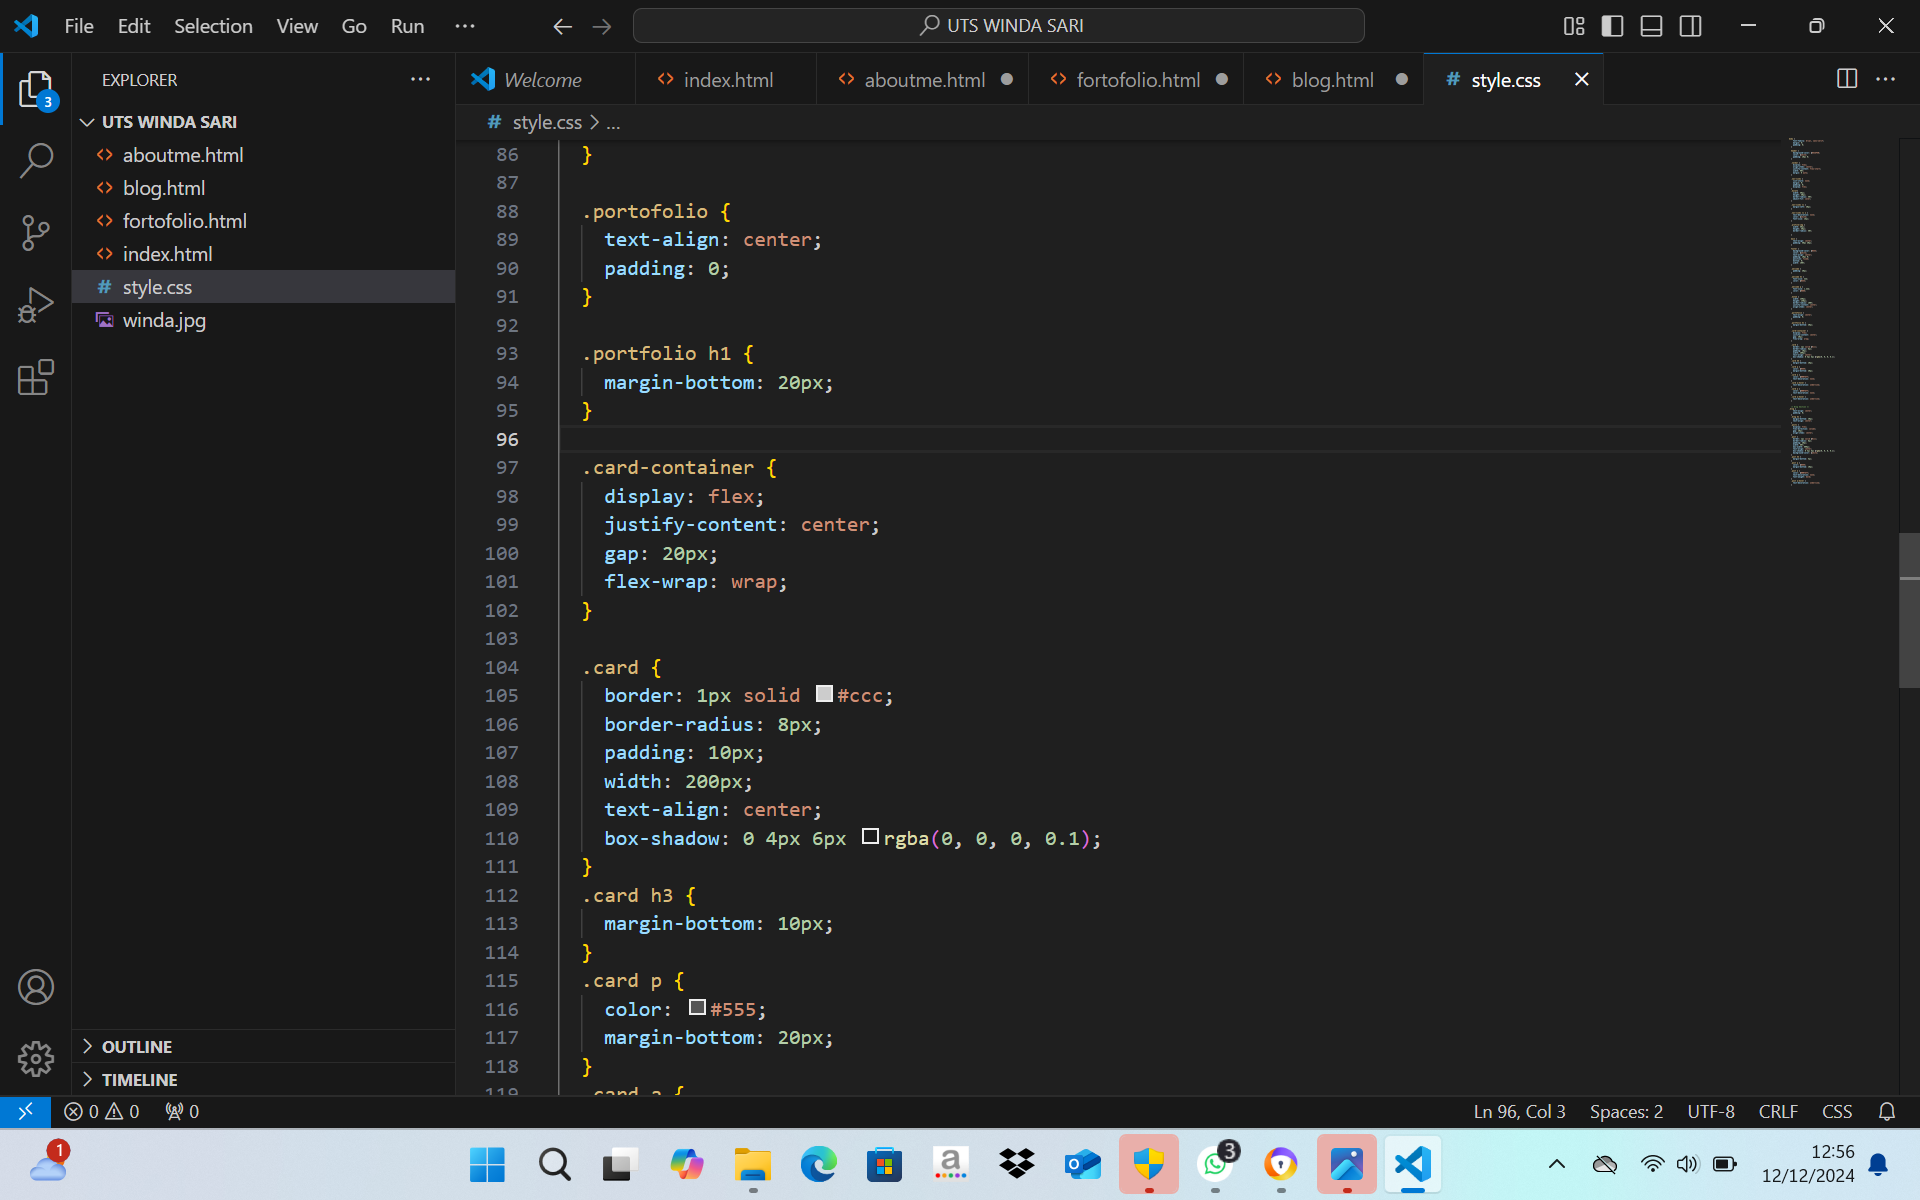 File Edit Selection View Go Run ··· UTS WINDA SARI
EXPLORER ···
3
UTS WINDA SARI
aboutme.html
blog.html
fortofolio.html
index.html
style.css
winda.jpg
OUTLINE
TIMELINE
Welcome index.html aboutme.html fortofolio.html blog.html # style.css
# style.css > ...
86 }
87
88 .portofolio {
89 text-align: center;
90 padding: 0;
91 }
92
93 .portfolio h1 {
94 margin-bottom: 20px;
95 }
96
97 .card-container {
98 display: flex;
99 justify-content: center;
100 gap: 20px;
101 flex-wrap: wrap;
102 }
103
104 .card {
105 border: 1px solid #ccc;
106 border-radius: 8px;
107 padding: 10px;
108 width: 200px;
109 text-align: center;
110 box-shadow: 0 4px 6px rgba(0, 0, 0, 0.1);
111 }
112 .card h3 {
113 margin-bottom: 10px;
114 }
115 .card p {
116 color: #555;
117 margin-bottom: 20px;
118 }
119 .card a {
0 0 0 Ln 96, Col 3 Spaces: 2 UTF-8 CRLF CSS
1
3
12:56
12/12/2024